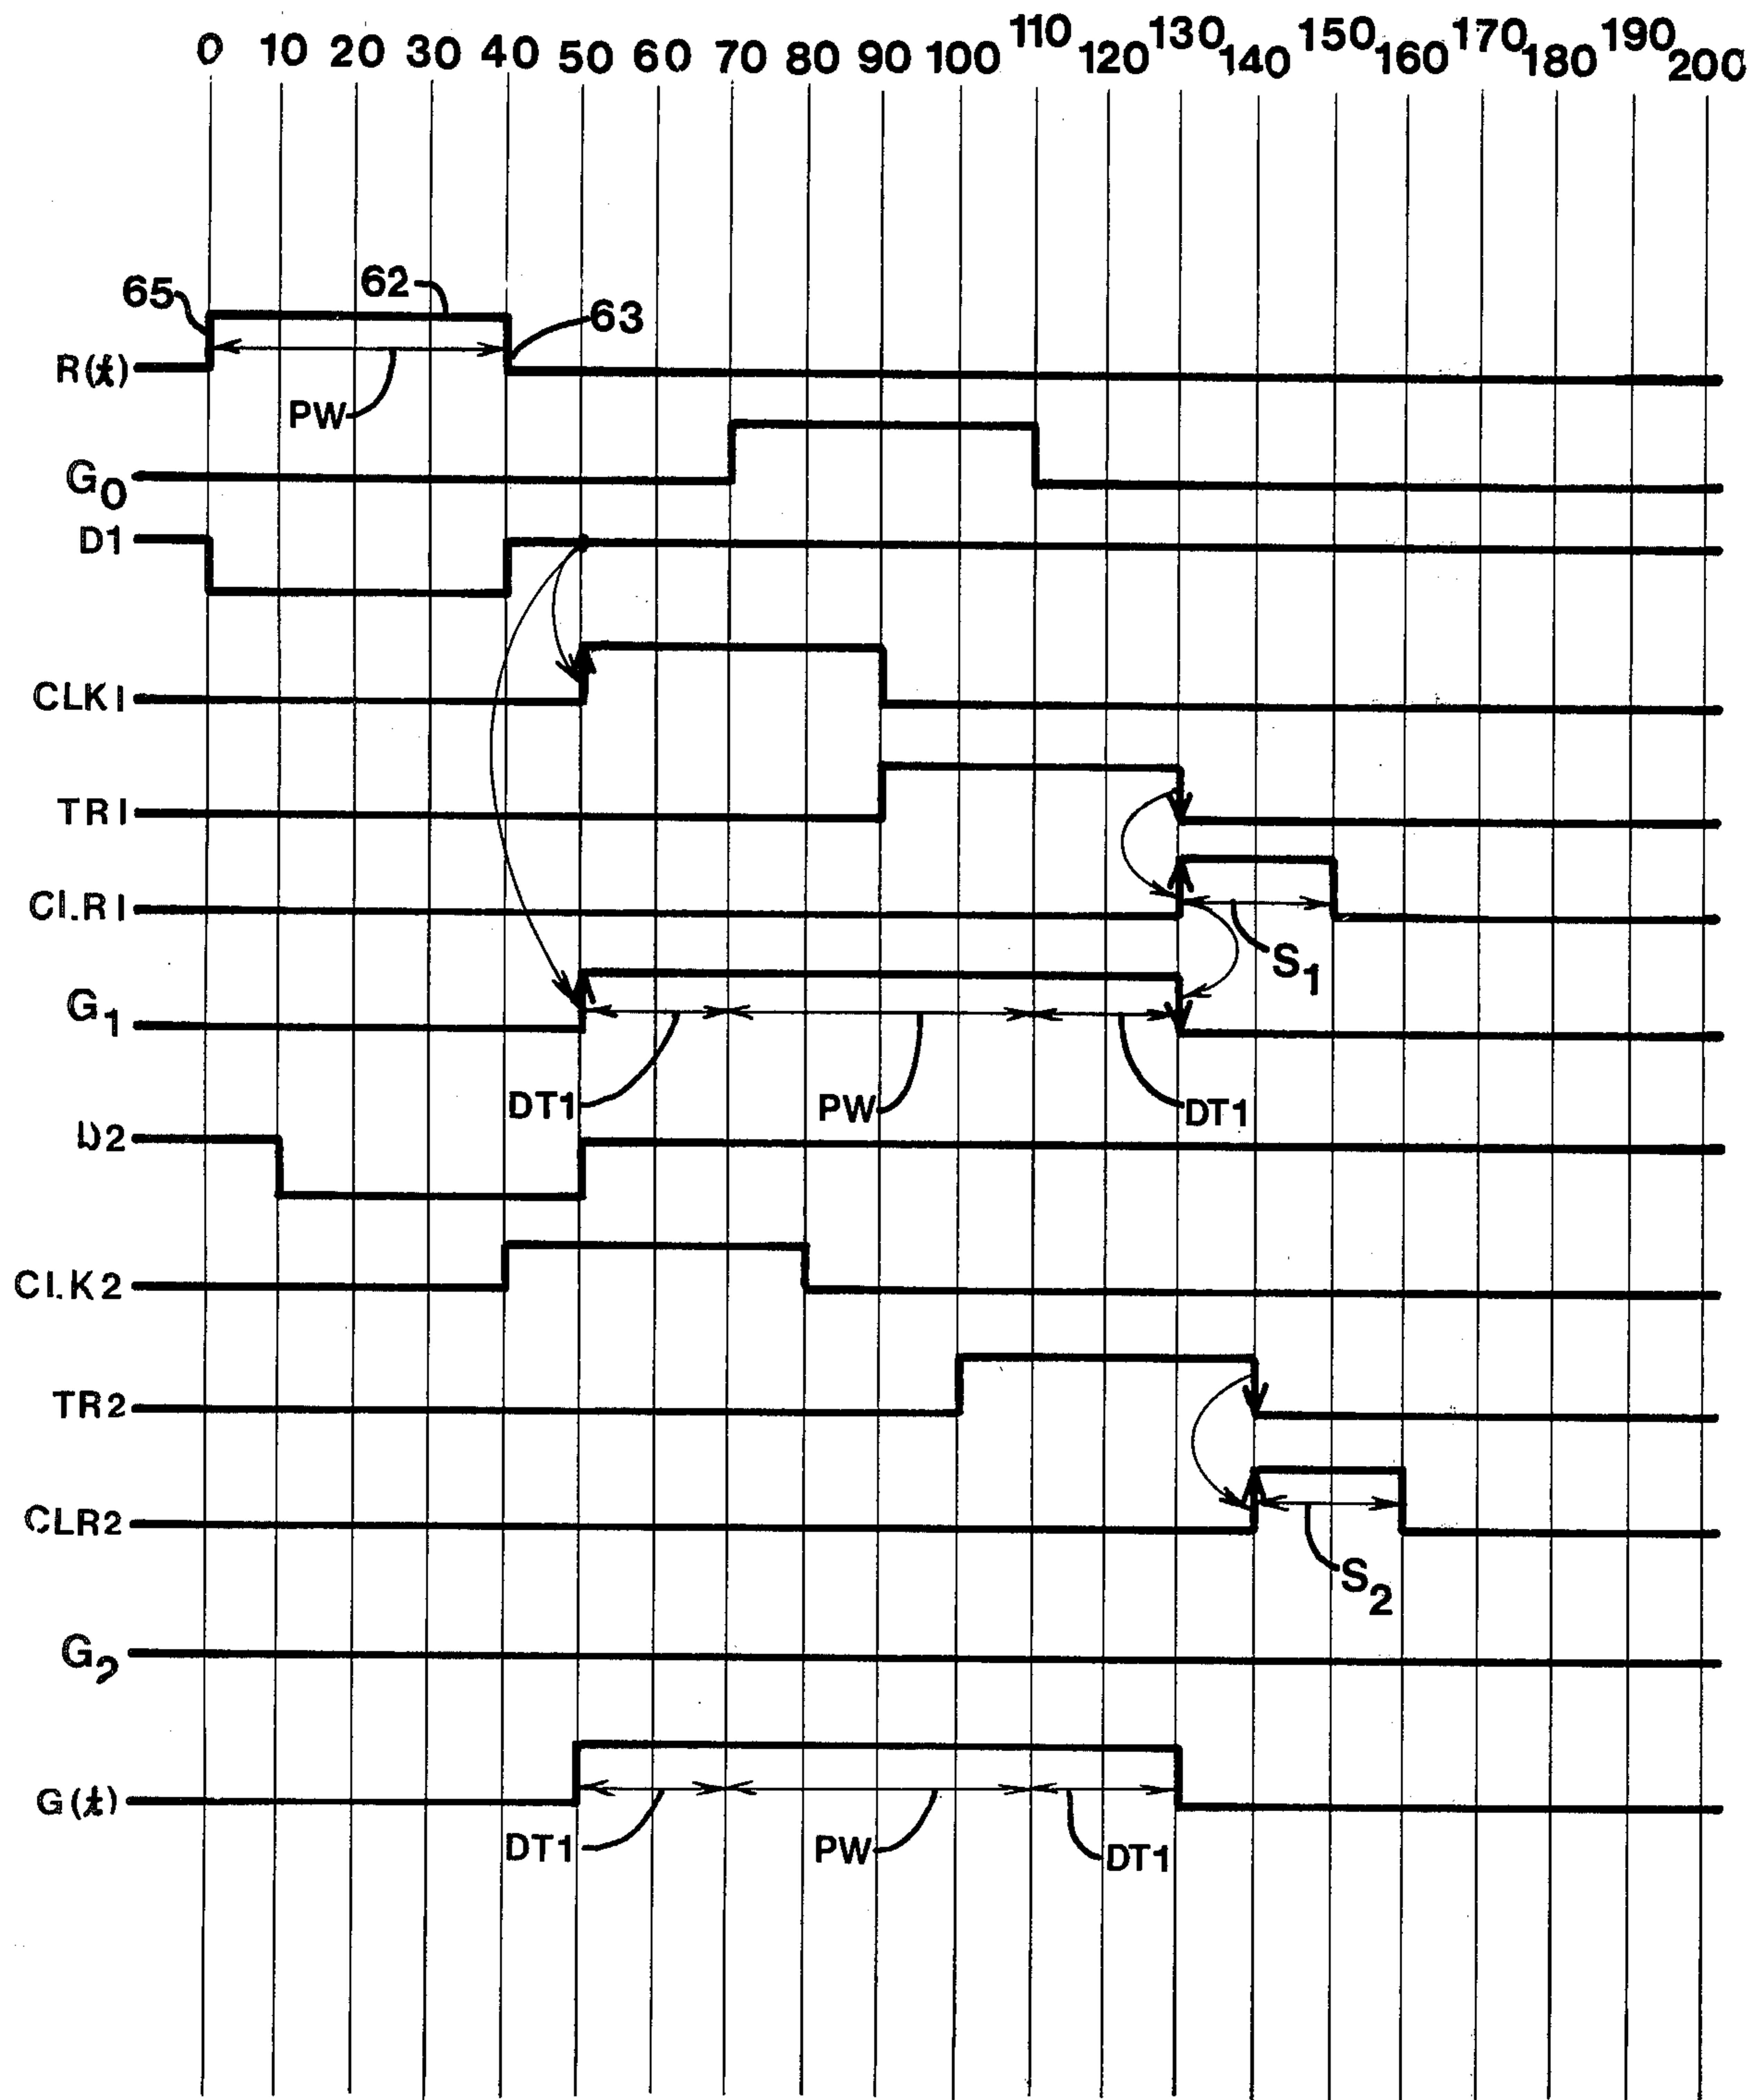 0 10 20 30 40 50 60 70 80 90 100 110 120 130 140 150 160 170 180 190 200
65 62 63
R(t)
PW
G0
D1
CLK1
TR1
CLR1
S1
G1
DT1 PW DT1
D2
CLK2
TR2
CLR2
S2
G2
G(t)
DT1 PW DT1